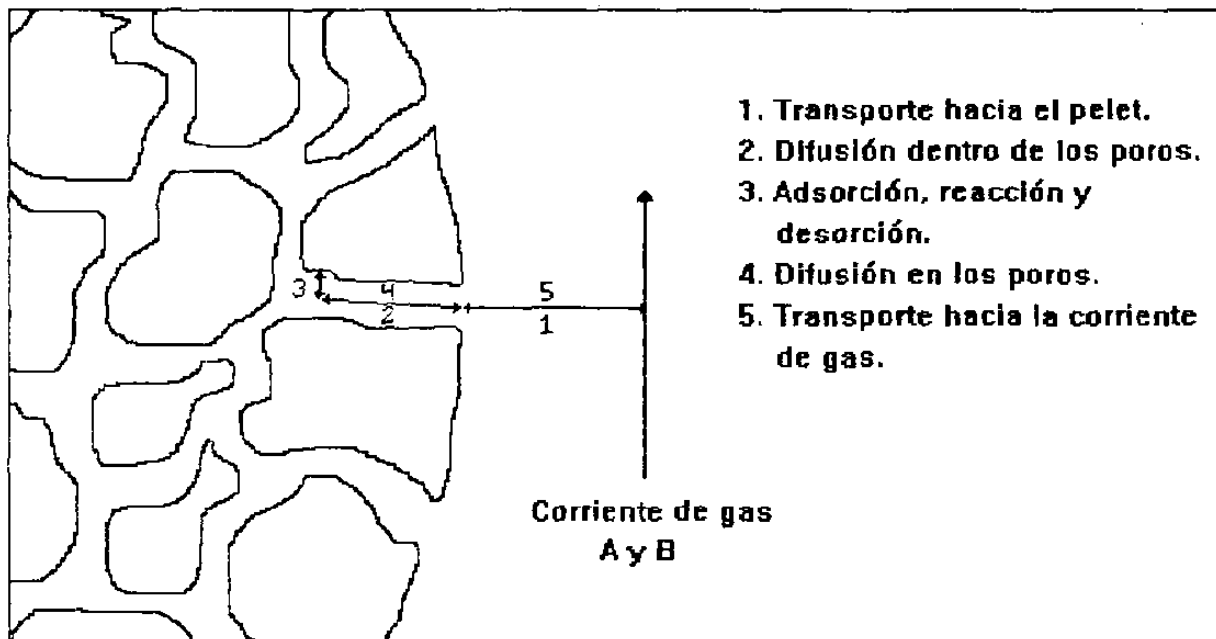 1. Transporte hacia el pelet.
2. Difusión dentro de los poros.
3. Adsorción, reacción y
desorción.
4. Difusión en los poros.
5. Transporte hacia la corriente
de gas.
3
4
2
5
1
Corriente de gas
A y B